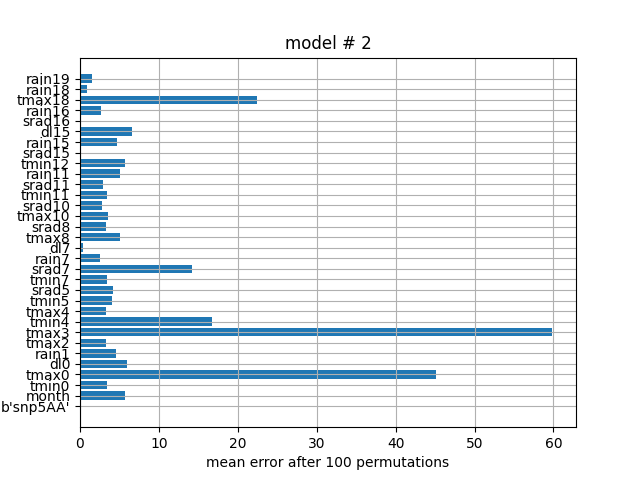 model # 2
rain19
rain18
tmax18
rain16
srad16
dl15
rain15
srad15
tmin12
rain11
srad11
tmin11
srad10
tmax10
srad8
tmax8
dl7
rain7
srad7
tmin7
srad5
tmin5
tmax4
tmin4
tmax3
tmax2
rain1
dl0
tmax0
tmin0
month
b'snp5AA'
0 10 20 30 40 50 60
mean error after 100 permutations